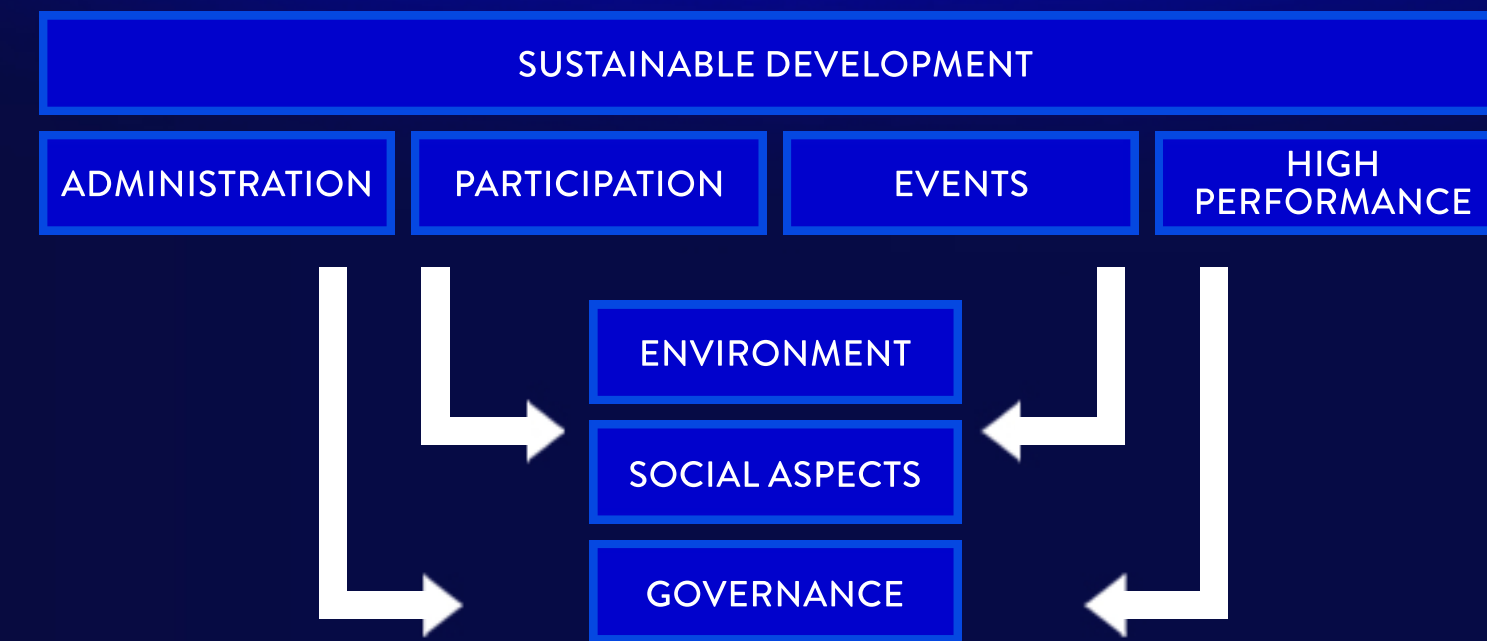 SUSTAINABLE DEVELOPMENT
ADMINISTRATION
PARTICIPATION
EVENTS
HIGH
PERFORMANCE
ENVIRONMENT
SOCIAL ASPECTS
GOVERNANCE